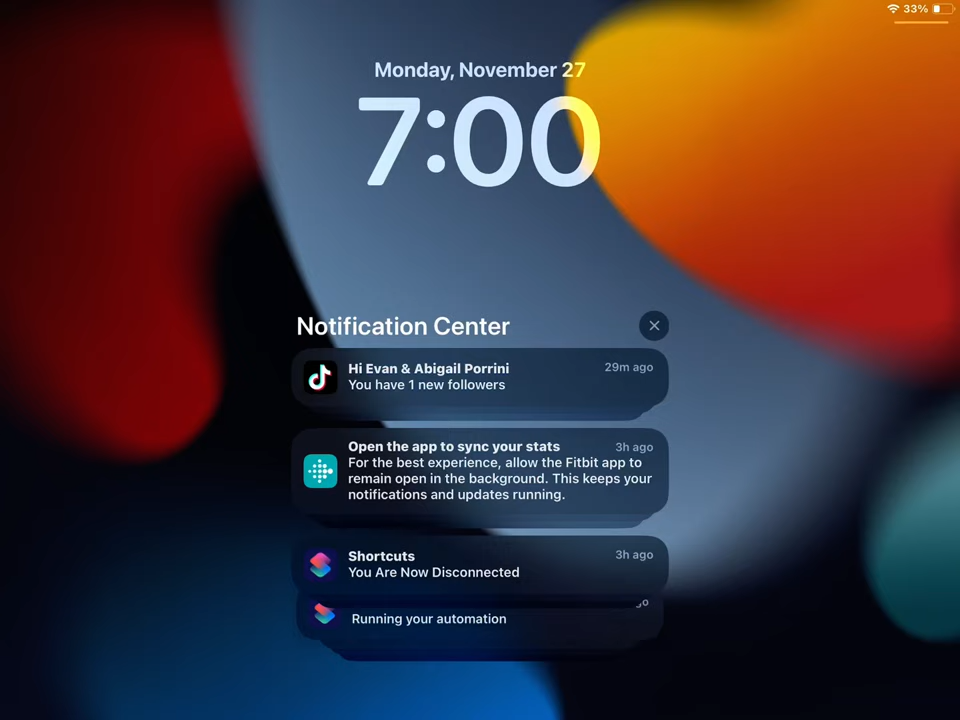 33%
Monday, November 27
7:00
Notification Center
Hi Evan & Abigail Porrini
29m ago
You have 1 new followers
Open the app to sync your stats
3h ago
For the best experience, allow the Fitbit app to
remain open in the background. This keeps your
notifications and updates running.
Shortcuts
3h ago
You Are Now Disconnected
go
Running your automation